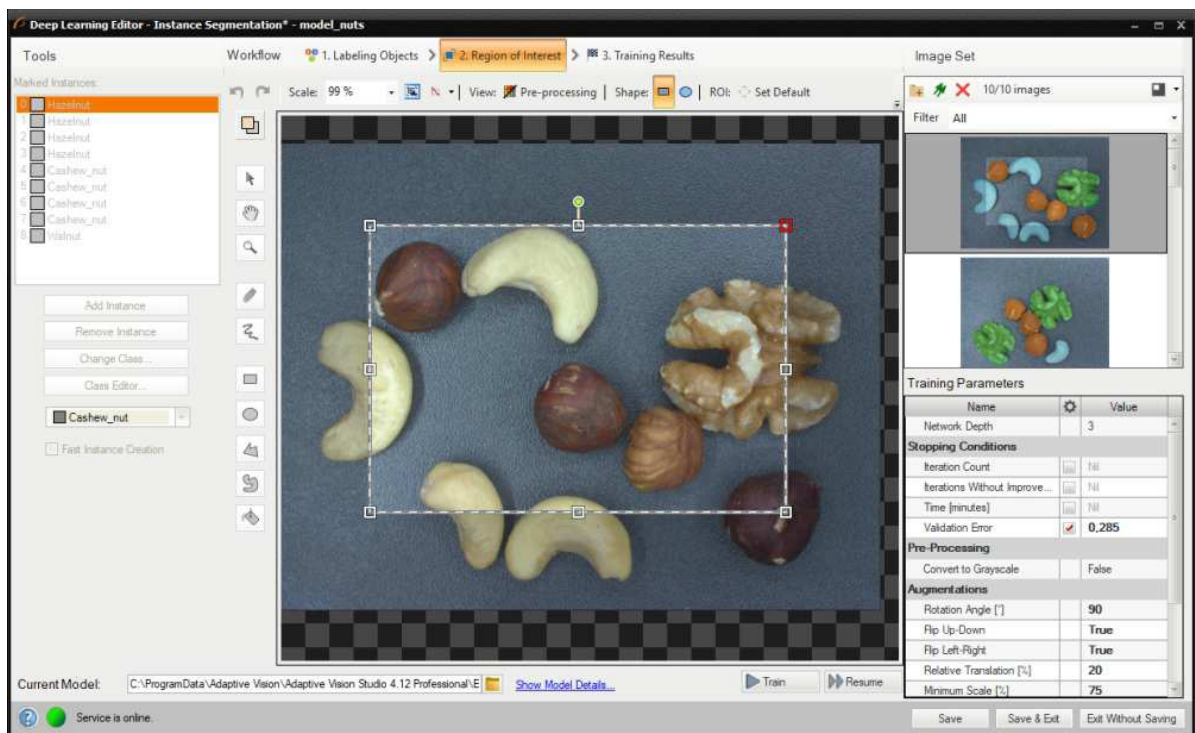 Deep Learning Editor - Instance Segmentation* - model_nuts
Tools
Workflow
1. Labeling Objects
2. Region of Interest
3. Training Results
Image Set
Marked Instances:
0 Hazelnut
1 Hazelnut
2 Hazelnut
3 Hazelnut
4 Cashew_nut
5 Cashew_nut
6 Cashew_nut
7 Cashew_nut
8 Walnut
Add Instance
Remove Instance
Change Class...
Class Editor...
Cashew_nut
Fast Instance Creation
Scale: 99 %
View: Pre-processing
Shape:
ROI: Set Default
10/10 images
Filter All
Training Parameters
Name Value
Network Depth 3
Stopping Conditions
Iteration Count Nil
Iterations Without Improve... Nil
Time [minutes] Nil
Validation Error 0,285
Pre-Processing
Convert to Grayscale False
Augmentations
Rotation Angle [°] 90
Flip Up-Down True
Flip Left-Right True
Relative Translation [%] 20
Minimum Scale [%] 75
Current Model: C:\ProgramData\Adaptive Vision\Adaptive Vision Studio 4.12 Professional\E
Show Model Details...
Train
Resume
Service is online.
Save
Save & Exit
Exit Without Saving